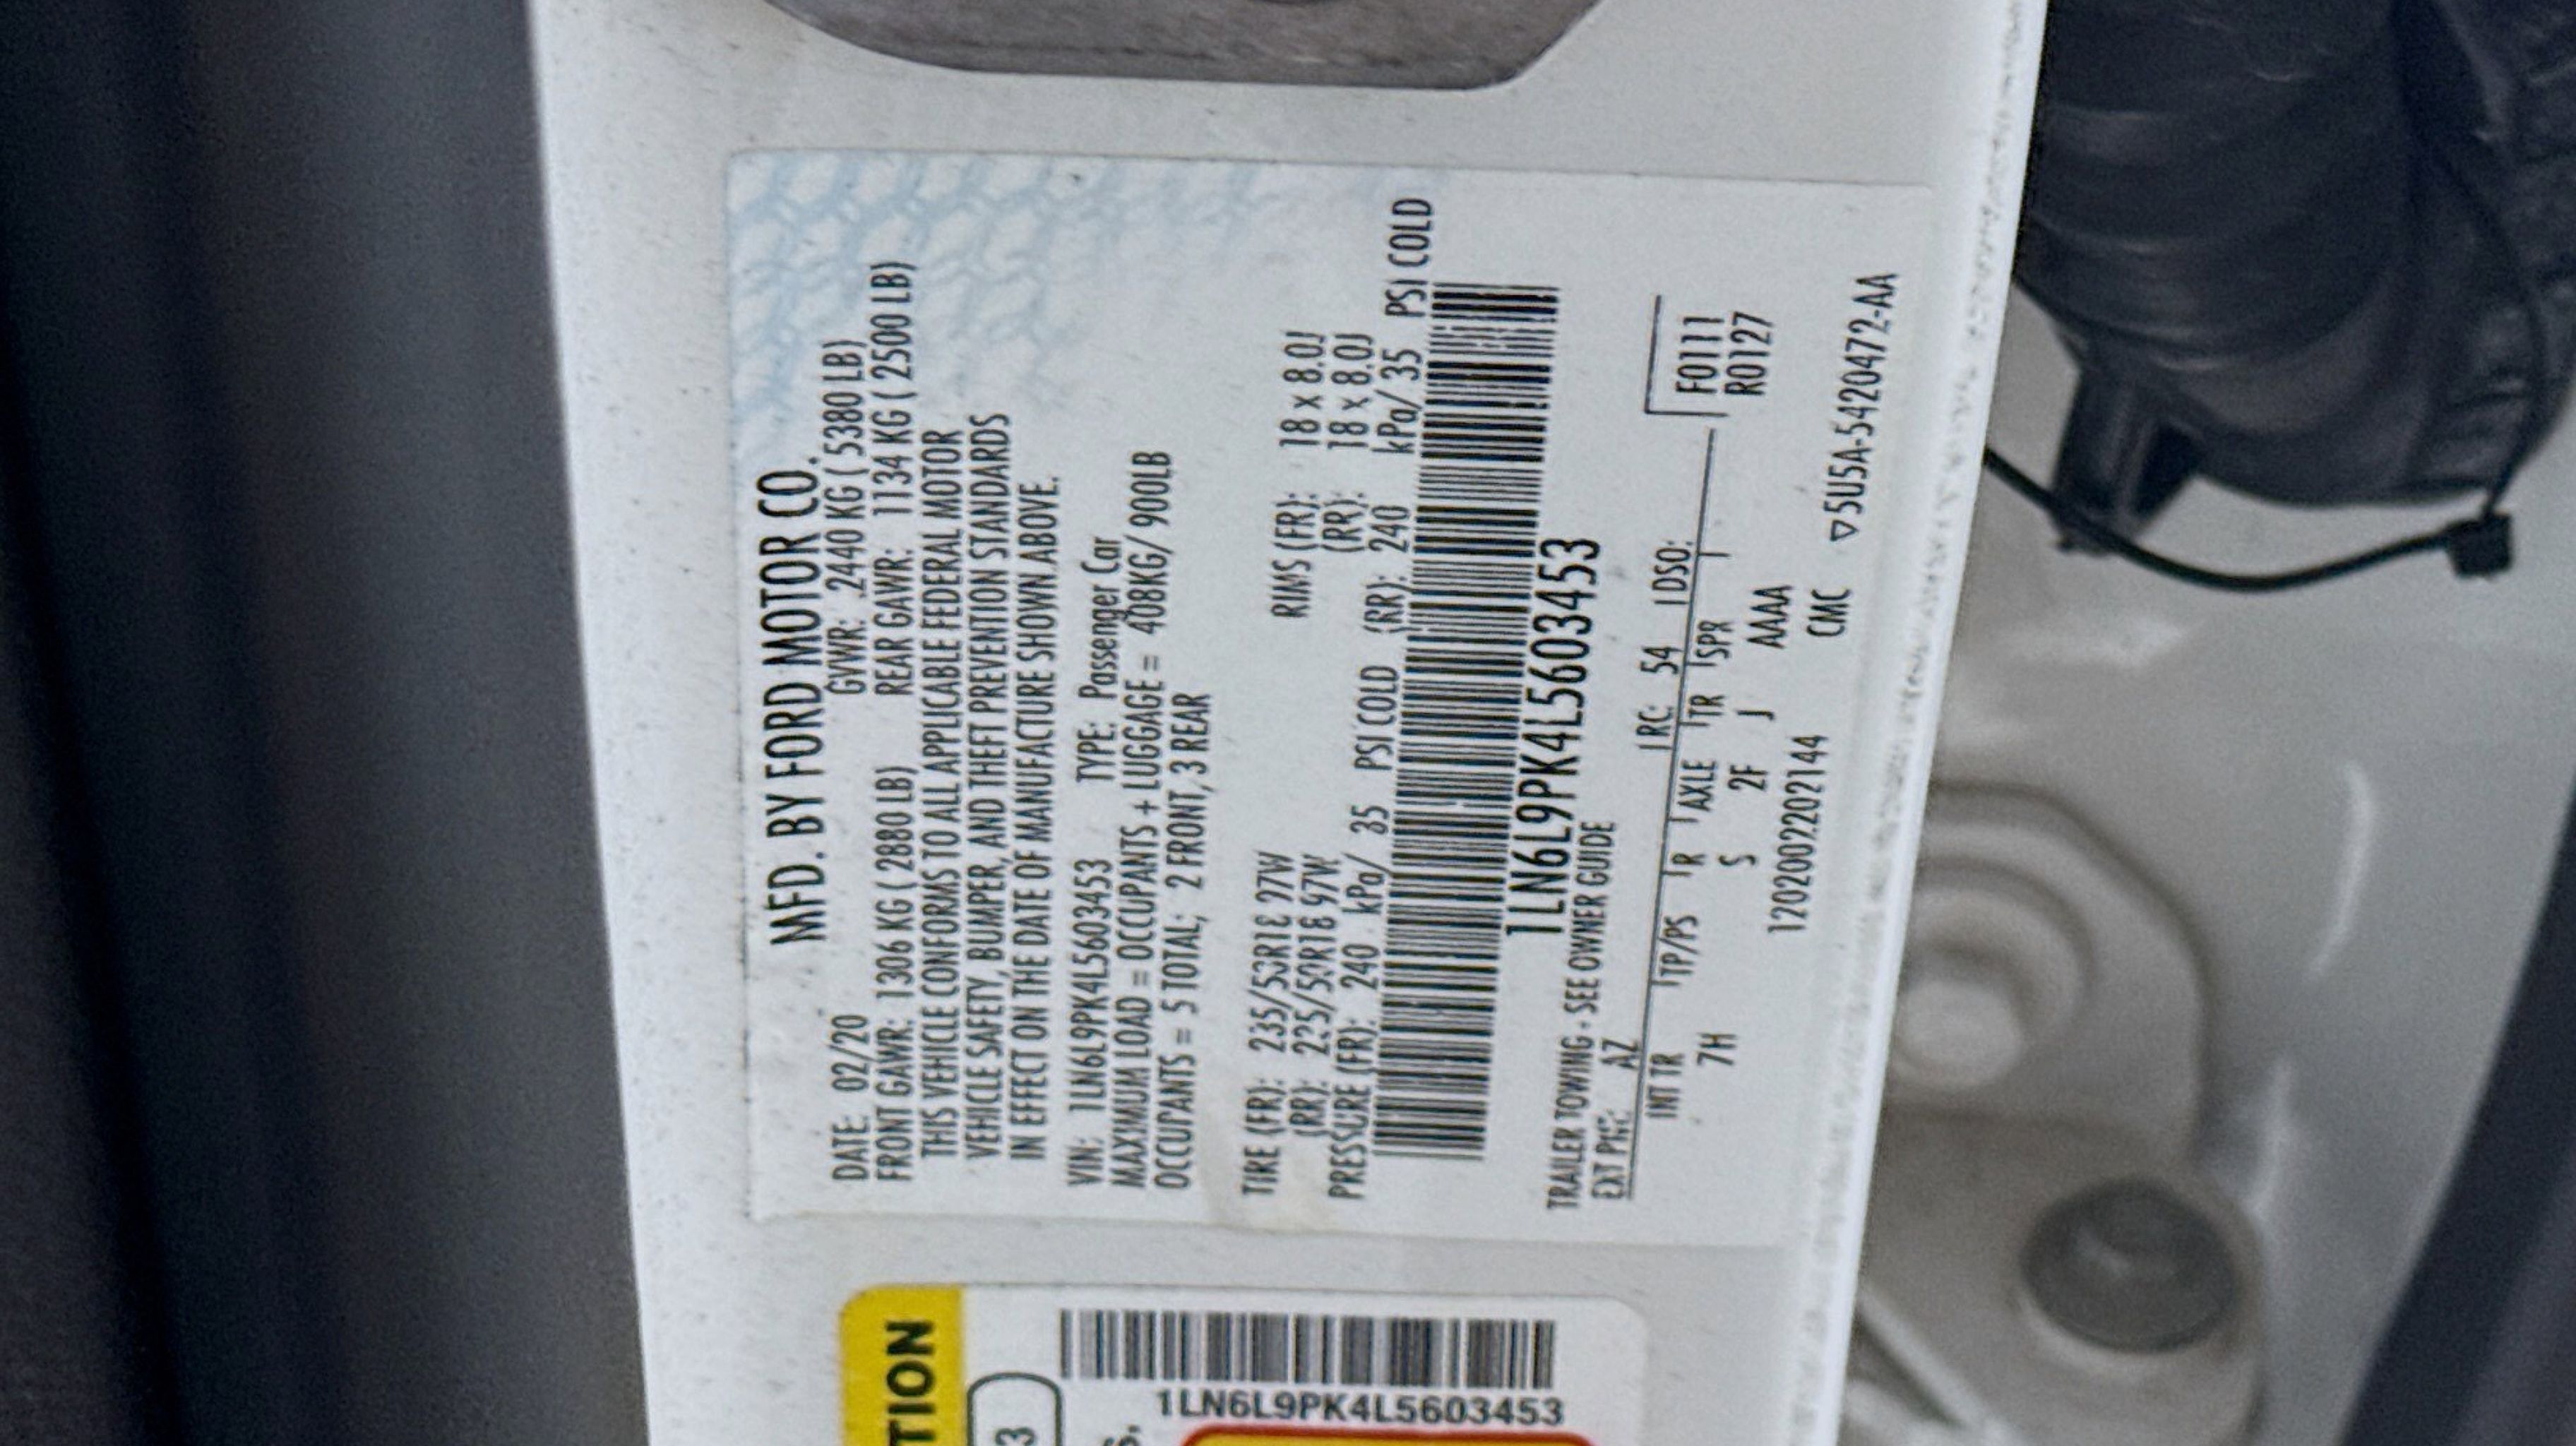 MFD. BY FORD MOTOR CO.
DATE: 02/20 GVWR: 2440 KG ( 5380 LB)
FRONT GAWR: 1306 KG ( 2880 LB) REAR GAWR: 1134 KG ( 2500 LB)
THIS VEHICLE CONFORMS TO ALL APPLICABLE FEDERAL MOTOR
VEHICLE SAFETY, BUMPER, AND THEFT PREVENTION STANDARDS
IN EFFECT ON THE DATE OF MANUFACTURE SHOWN ABOVE.
VIN: 1LN6L9PK4L5603453 TYPE: Passenger Car
MAXIMUM LOAD = OCCUPANTS + LUGGAGE = 408KG/ 900LB
OCCUPANTS = 5 TOTAL; 2 FRONT, 3 REAR
TIRE (FR): 97W RIMS (FR): 18 x 8.0J
(RR): 97W (RR): 18 x 8.0J
PRESSURE (FR): 240 kPa/ 35 PSI COLD (RR): 240 kPa/ 35 PSI COLD
1LN6L9PK4L5603453
TRAILER TOWING - SEE OWNER GUIDE
EXT PNT: AZ RC: 54 DSO:
INT TR TP/PS R AXLE TR SPR F0111
7H S 2F J AAAA R0127
120200220 2144 CMC
▽5U5A-5420472-AA
TION
3
1LN6L9PK4L5603453
s,